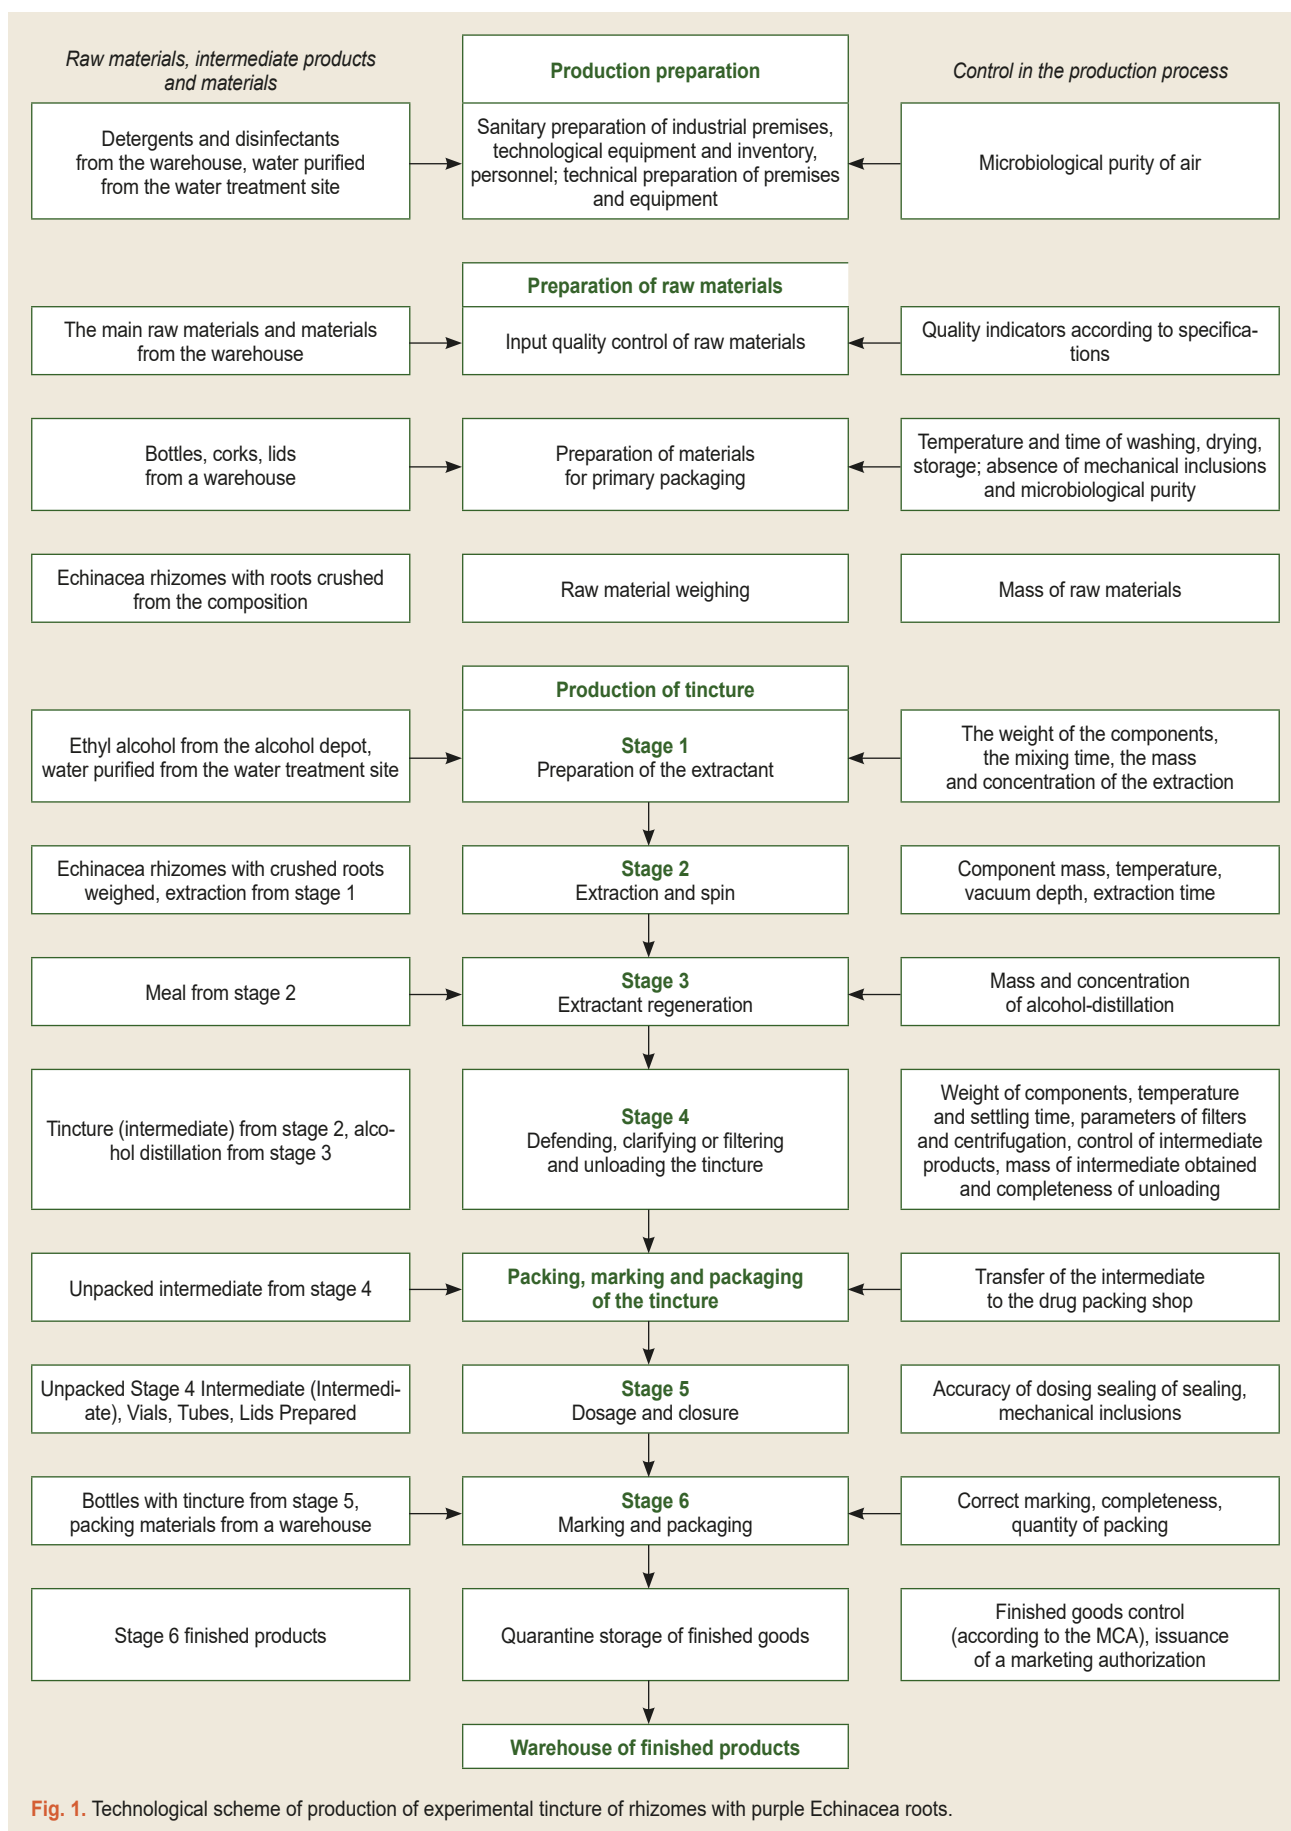 Raw materials, intermediate products
and materials
Production preparation
Control in the production process
Detergents and disinfectants
from the warehouse, water purified
from the water treatment site
Sanitary preparation of industrial premises,
technological equipment and inventory,
personnel; technical preparation of premises
and equipment
Microbiological purity of air
Preparation of raw materials
The main raw materials and materials
from the warehouse
Input quality control of raw materials
Quality indicators according to specifica-
tions
Bottles, corks, lids
from a warehouse
Preparation of materials
for primary packaging
Temperature and time of washing, drying,
storage; absence of mechanical inclusions
and microbiological purity
Echinacea rhizomes with roots crushed
from the composition
Raw material weighing
Mass of raw materials
Production of tincture
Ethyl alcohol from the alcohol depot,
water purified from the water treatment site
Stage 1
Preparation of the extractant
The weight of the components,
the mixing time, the mass
and concentration of the extraction
Echinacea rhizomes with crushed roots
weighed, extraction from stage 1
Stage 2
Extraction and spin
Component mass, temperature,
vacuum depth, extraction time
Meal from stage 2
Stage 3
Extractant regeneration
Mass and concentration
of alcohol-distillation
Tincture (intermediate) from stage 2, alco-
hol distillation from stage 3
Stage 4
Defending, clarifying or filtering
and unloading the tincture
Weight of components, temperature
and settling time, parameters of filters
and centrifugation, control of intermediate
products, mass of intermediate obtained
and completeness of unloading
Unpacked intermediate from stage 4
Packing, marking and packaging
of the tincture
Transfer of the intermediate
to the drug packing shop
Unpacked Stage 4 Intermediate (Intermedi-
ate), Vials, Tubes, Lids Prepared
Stage 5
Dosage and closure
Accuracy of dosing sealing of sealing,
mechanical inclusions
Bottles with tincture from stage 5,
packing materials from a warehouse
Stage 6
Marking and packaging
Correct marking, completeness,
quantity of packing
Stage 6 finished products
Quarantine storage of finished goods
Finished goods control
(according to the MCA), issuance
of a marketing authorization
Warehouse of finished products
Fig. 1. Technological scheme of production of experimental tincture of rhizomes with purple Echinacea roots.